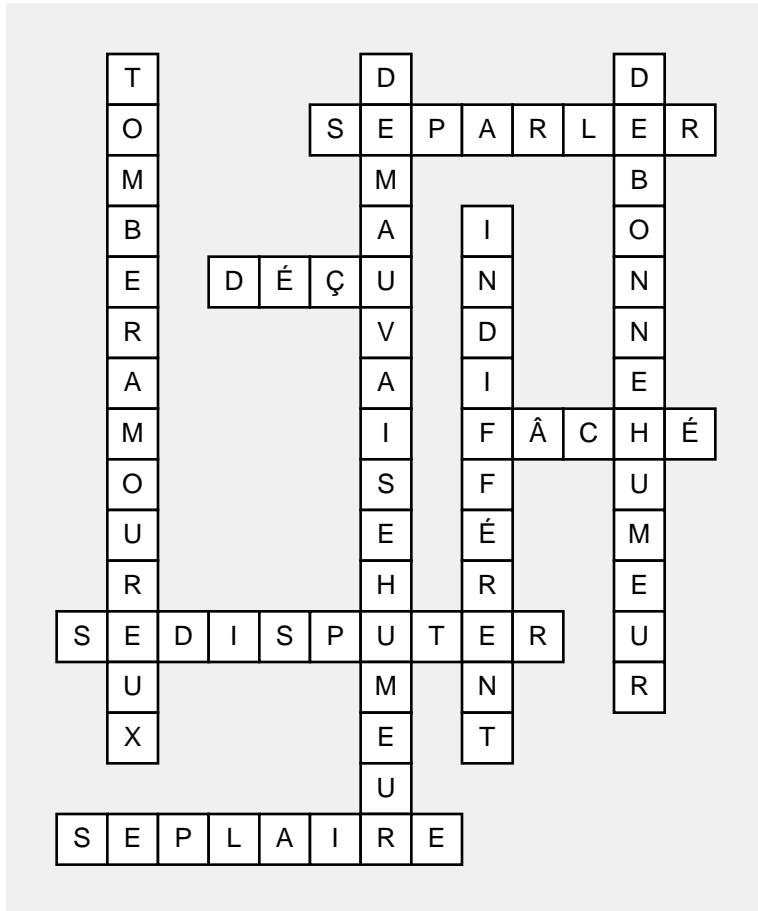 TOMBERAMOUREUX
DEMAUVAISEHUMEUR
DEBONNEHUMEUR
SEPARLER
INDIFFÉRENT
DÉÇU
FÂCHÉ
SEDISPUTER
SEPLAIRE